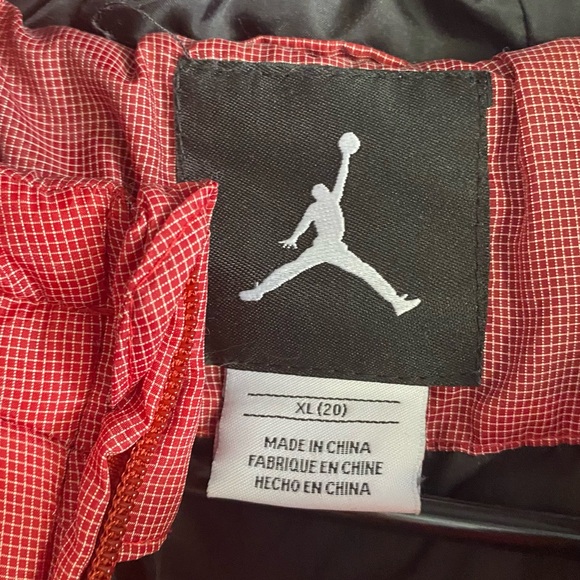 XL (20)
MADE IN CHINA
FABRIQUE EN CHINE
HECHO EN CHINA